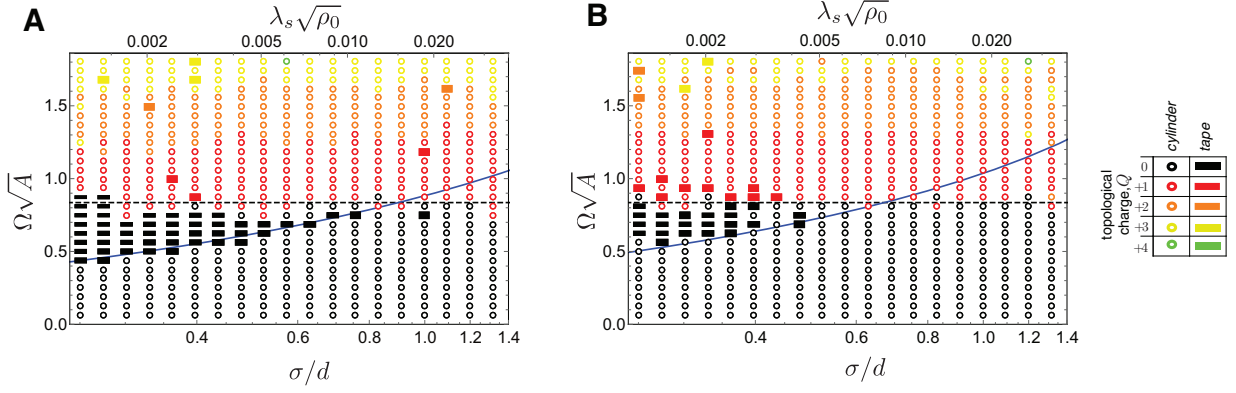 A
λ_s√ρ_0
0.002 0.005 0.010 0.020
Ω√A
1.5
1.0
0.5
0.0
0.4 0.6 0.8 1.0 1.2 1.4
σ/d
B
λ_s√ρ_0
0.002 0.005 0.010 0.020
Ω√A
1.5
1.0
0.5
0.0
0.4 0.6 0.8 1.0 1.2 1.4
σ/d
cylinder
tape
topological
charge, Q
0
+1
+2
+3
+4